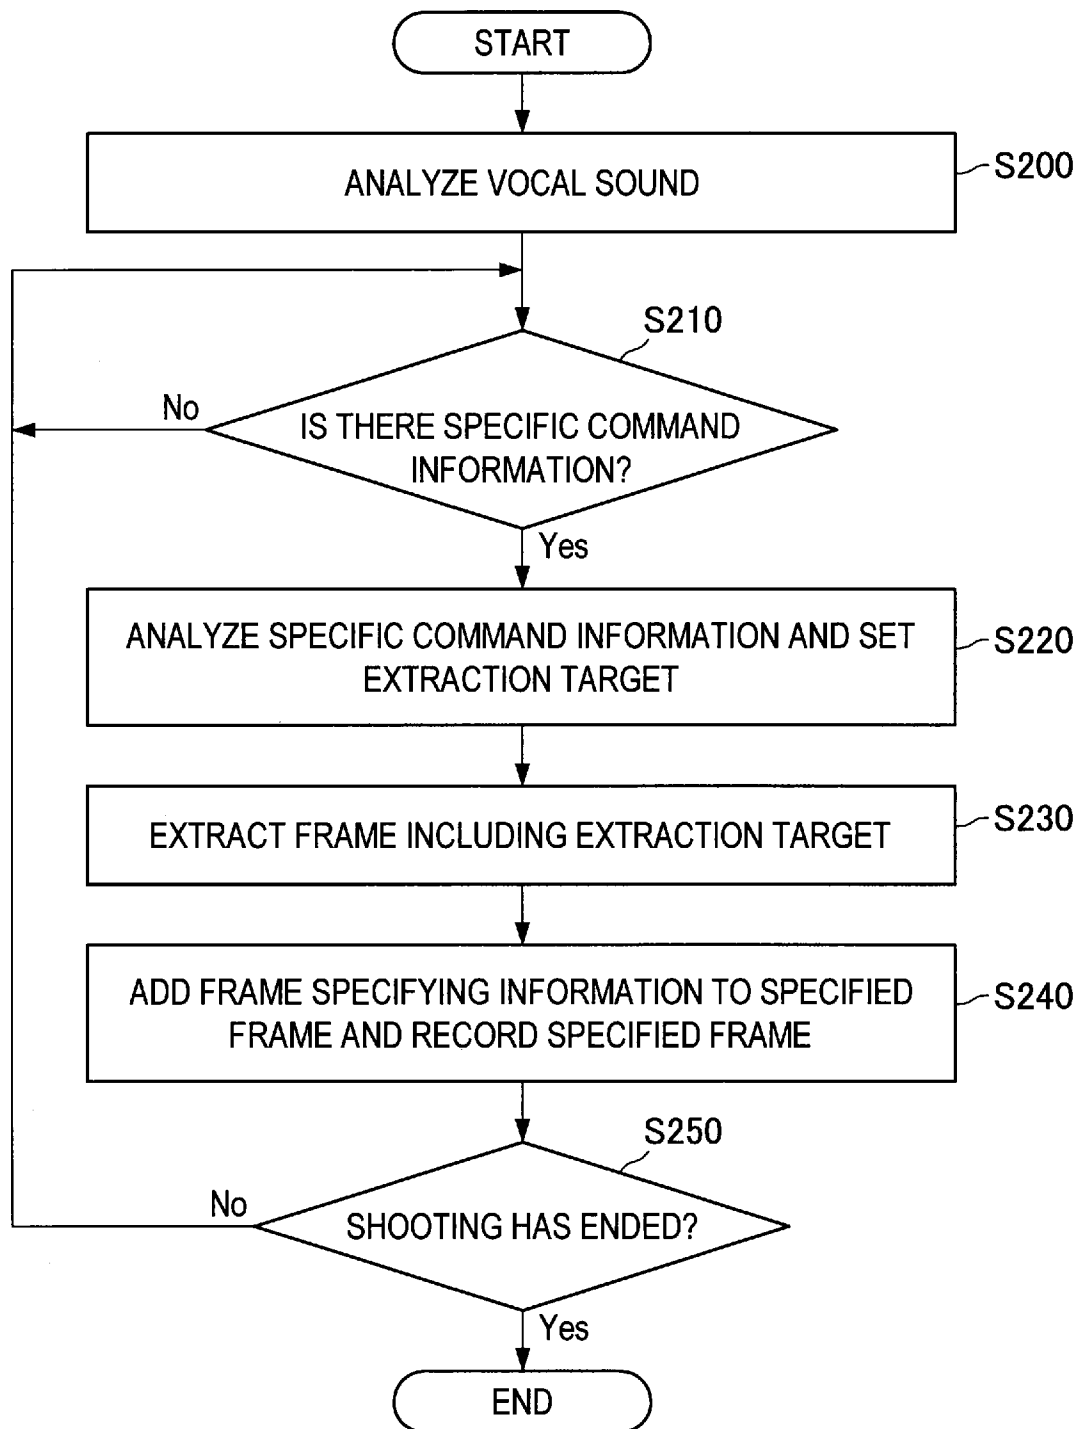 START
ANALYZE VOCAL SOUND
S200
S210
No
IS THERE SPECIFIC COMMAND
INFORMATION?
Yes
ANALYZE SPECIFIC COMMAND INFORMATION AND SET
EXTRACTION TARGET
S220
EXTRACT FRAME INCLUDING EXTRACTION TARGET
S230
ADD FRAME SPECIFYING INFORMATION TO SPECIFIED
FRAME AND RECORD SPECIFIED FRAME
S240
S250
No
SHOOTING HAS ENDED?
Yes
END